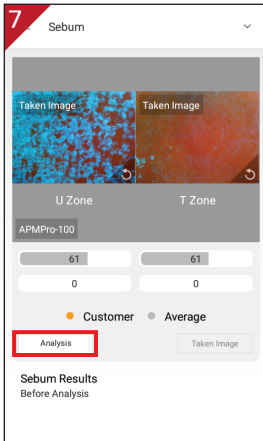 7
Sebum
Taken Image
Taken Image
U Zone
T Zone
APMPro-100
61
61
0
0
Customer
Average
Analysis
Taken Image
Sebum Results
Before Analysis